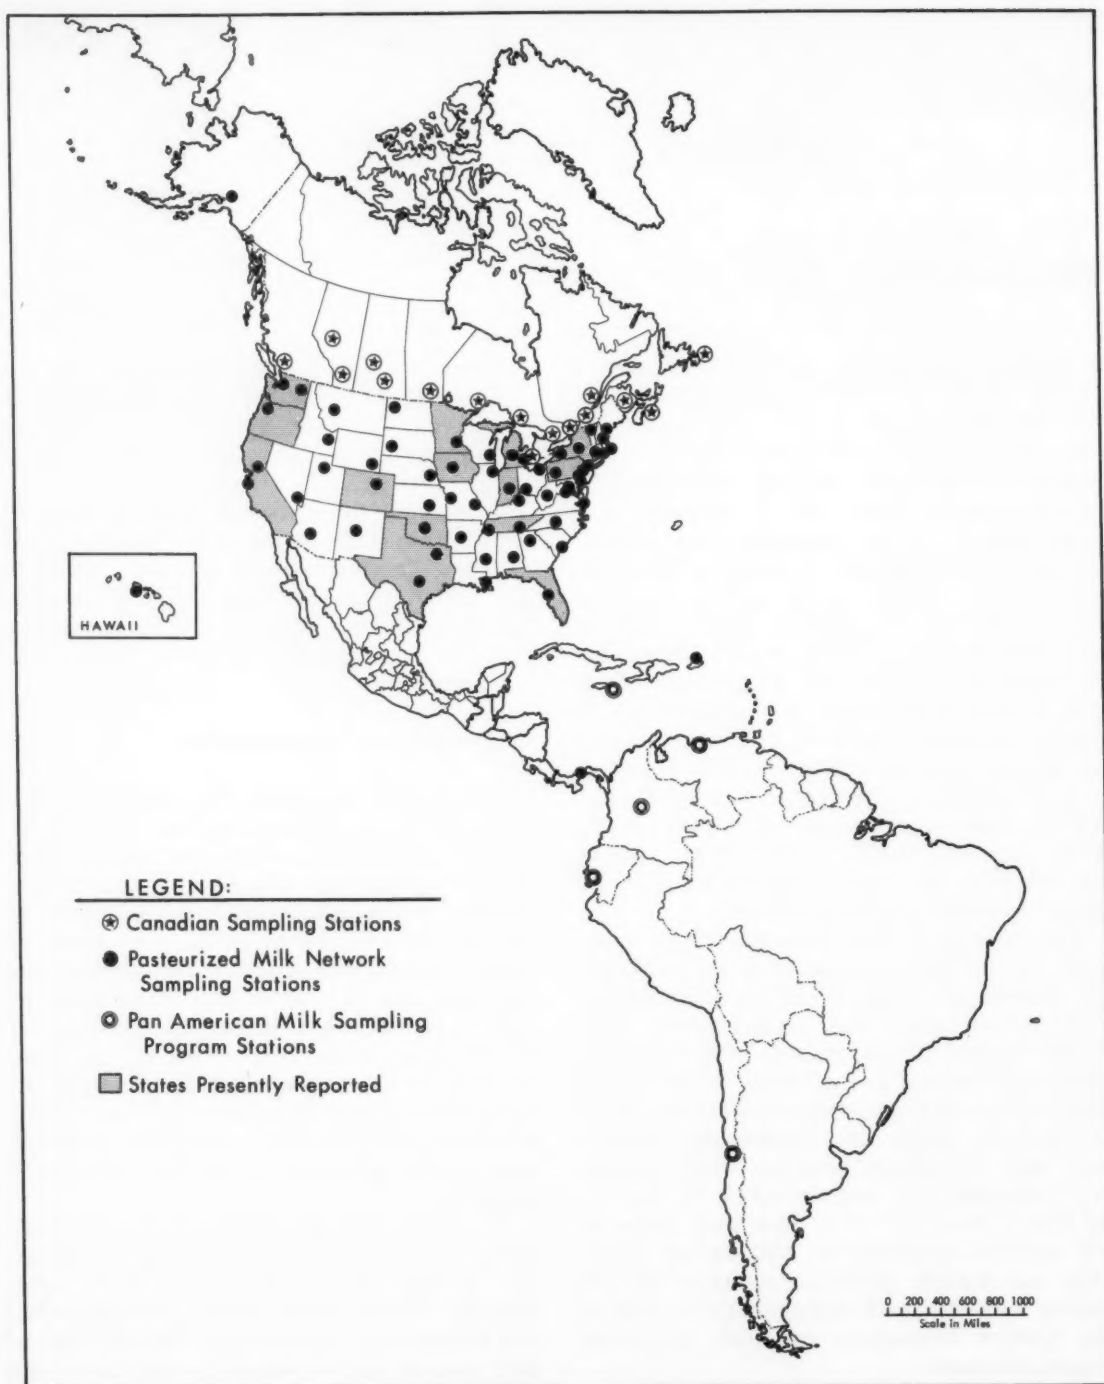 HAWAII
LEGEND:
Canadian Sampling Stations
Pasteurized Milk Network
Sampling Stations
Pan American Milk Sampling
Program Stations
States Presently Reported
0 200 400 600 800 1000
Scale in Miles